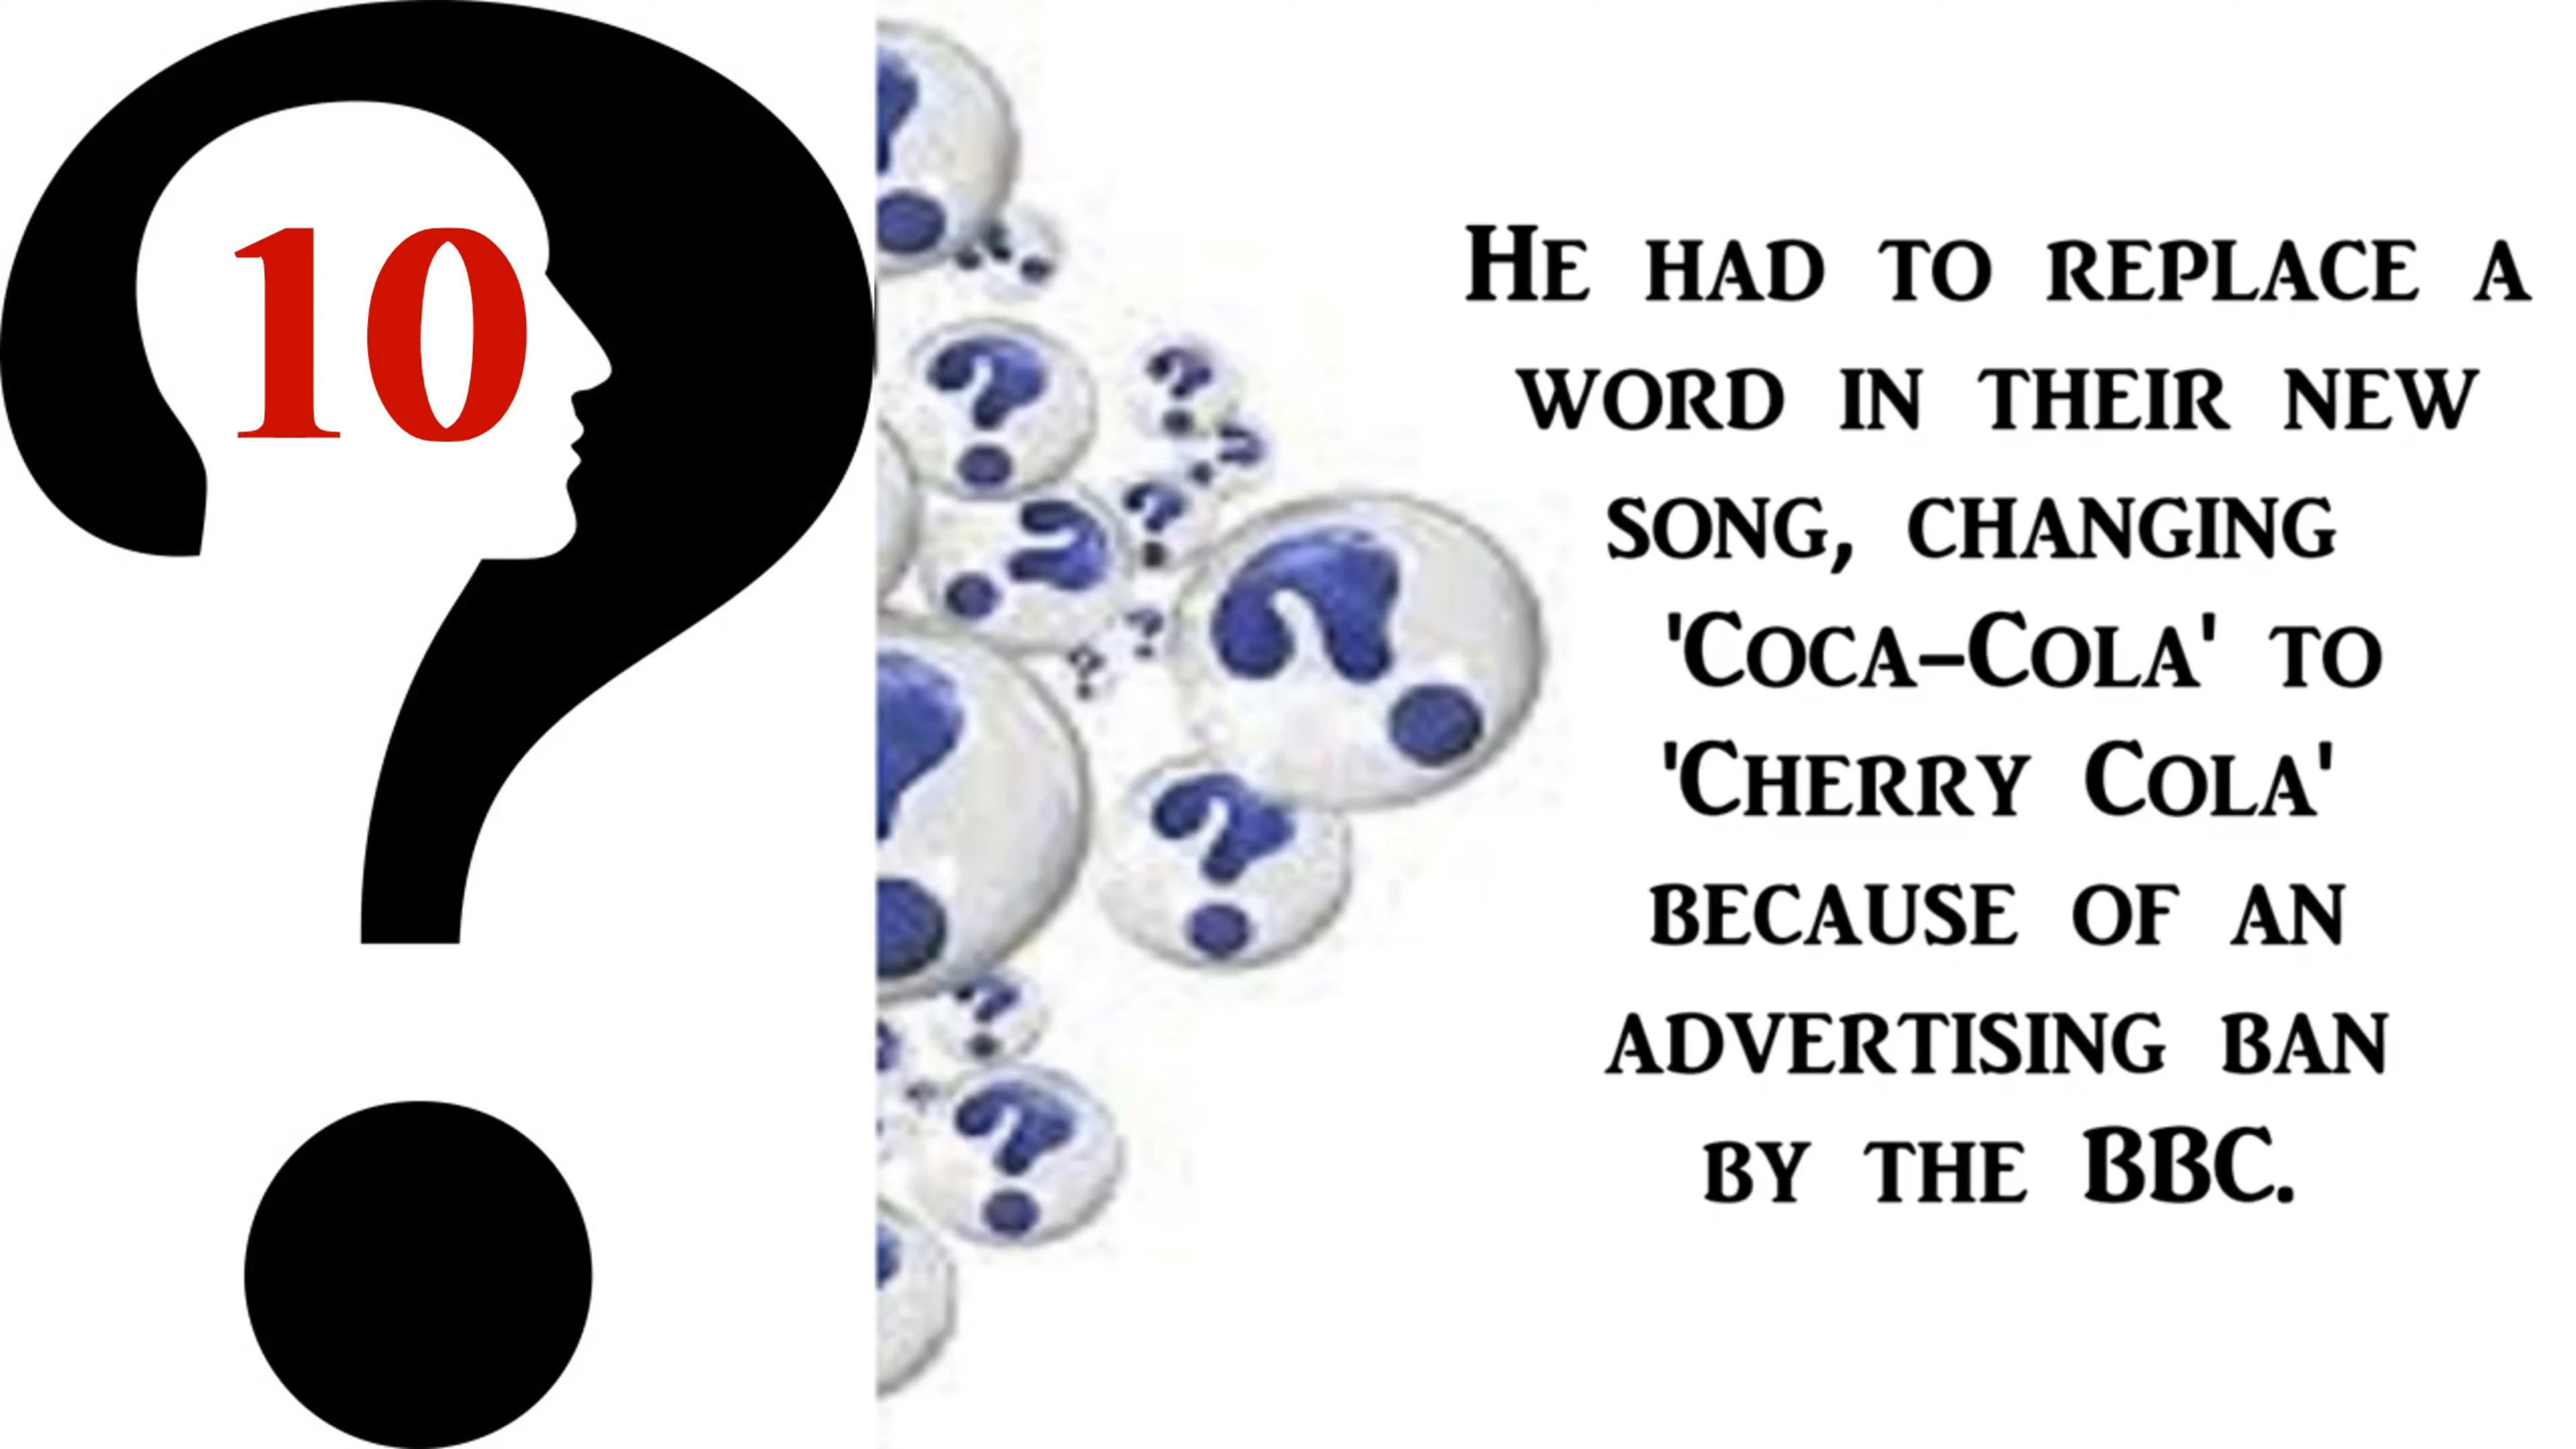 10
He had to replace a
word in their new
song, changing
'Coca-Cola' to
'Cherry Cola'
because of an
advertising ban
by the BBC.